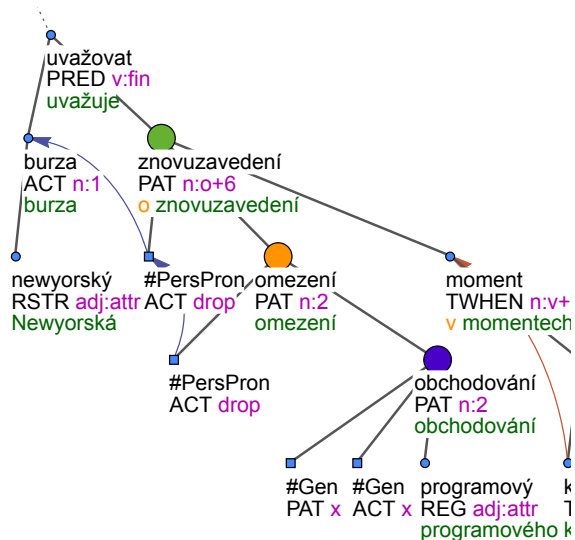 uvažovat
PRED v:fin
uvažuje
burza
ACT n:1
burza
znovuzavedení
PAT n:o+6
o znovuzavedení
newyorský
RSTR adj:attr
Newyorská
#PersPron
ACT drop
omezení
PAT n:2
omezení
moment
TWHEN n:v+
v momentech
#PersPron
ACT drop
obchodování
PAT n:2
obchodování
#Gen
PAT x
#Gen
ACT x
programový
REG adj:attr
programového
k
T
k